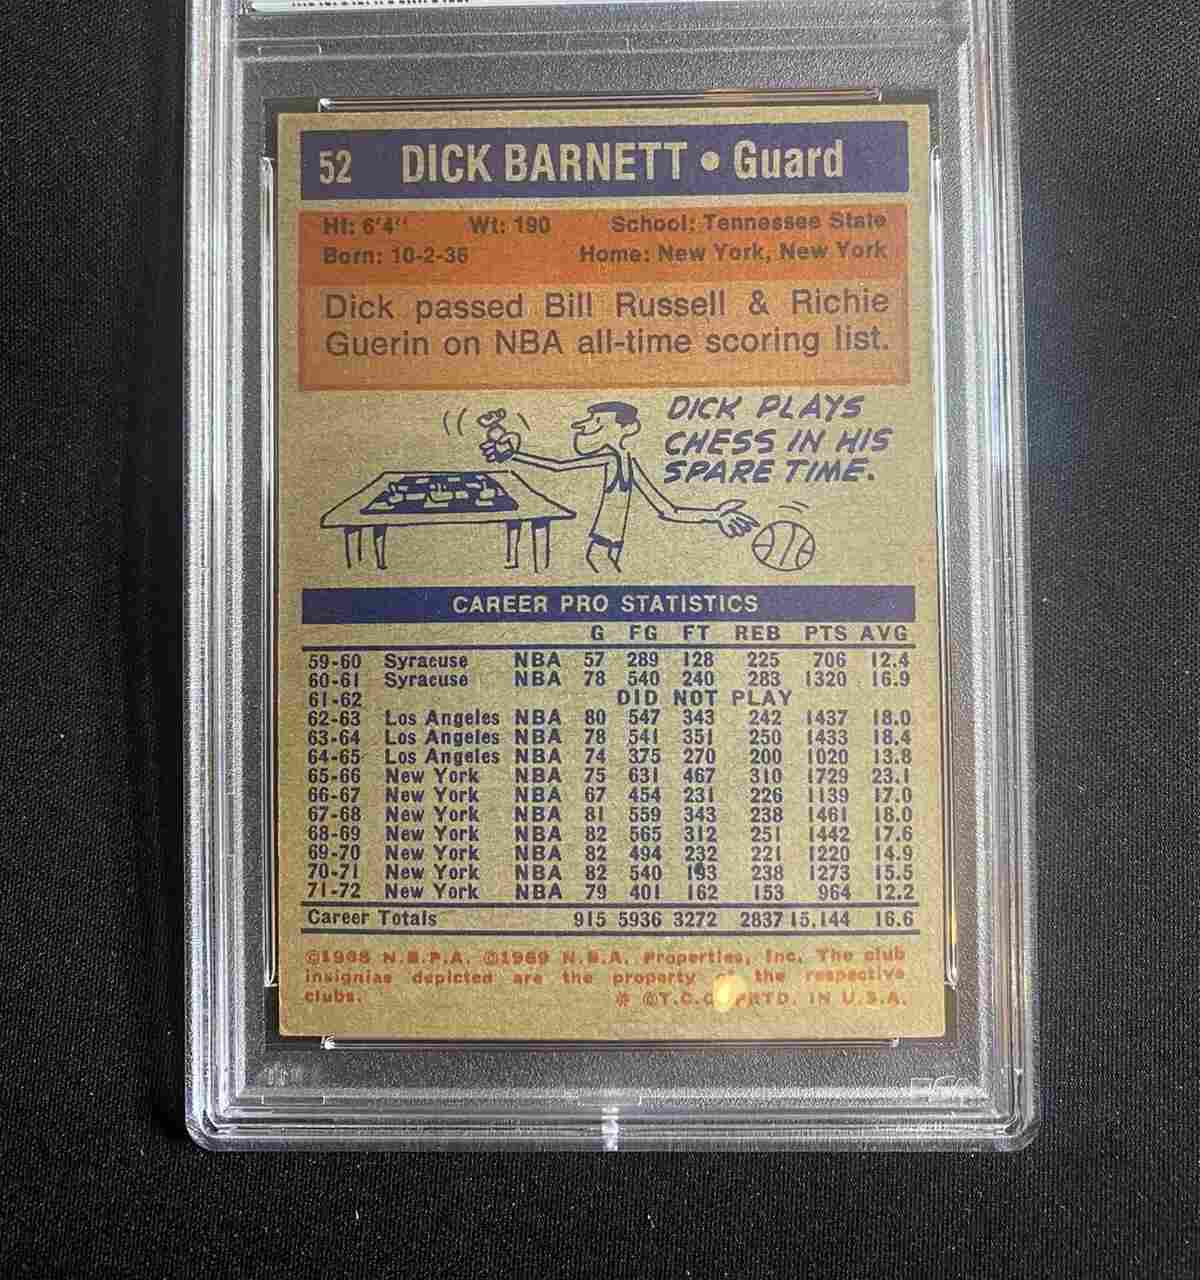 52 DICK BARNETT • Guard
Ht: 6'4" Wt: 190 School: Tennessee State
Born: 10-2-36 Home: New York, New York
Dick passed Bill Russell & Richie
Guerin on NBA all-time scoring list.
DICK PLAYS
CHESS IN HIS
SPARE TIME.
CAREER PRO STATISTICS
G FG FT REB PTS AVG
59-60 Syracuse NBA 57 289 128 225 706 12.4
60-61 Syracuse NBA 78 540 240 283 1320 16.9
61-62 DID NOT PLAY
62-63 Los Angeles NBA 80 547 343 242 1437 18.0
63-64 Los Angeles NBA 78 541 351 250 1433 18.4
64-65 Los Angeles NBA 74 375 270 200 1020 13.8
65-66 New York NBA 75 631 467 310 1729 23.1
66-67 New York NBA 67 454 231 226 1139 17.0
67-68 New York NBA 81 559 343 238 1461 18.0
68-69 New York NBA 82 565 312 251 1442 17.6
69-70 New York NBA 82 494 232 221 1220 14.9
70-71 New York NBA 82 540 193 238 1273 15.5
71-72 New York NBA 79 401 162 153 964 12.2
Career Totals 915 5936 3272 2837 15,144 16.6
©1968 N.B.P.A. ©1969 N.B.A. Properties, Inc. The club
insignias depicted are the property of the respective
clubs. * ©T.C.G. PRTD. IN U.S.A.